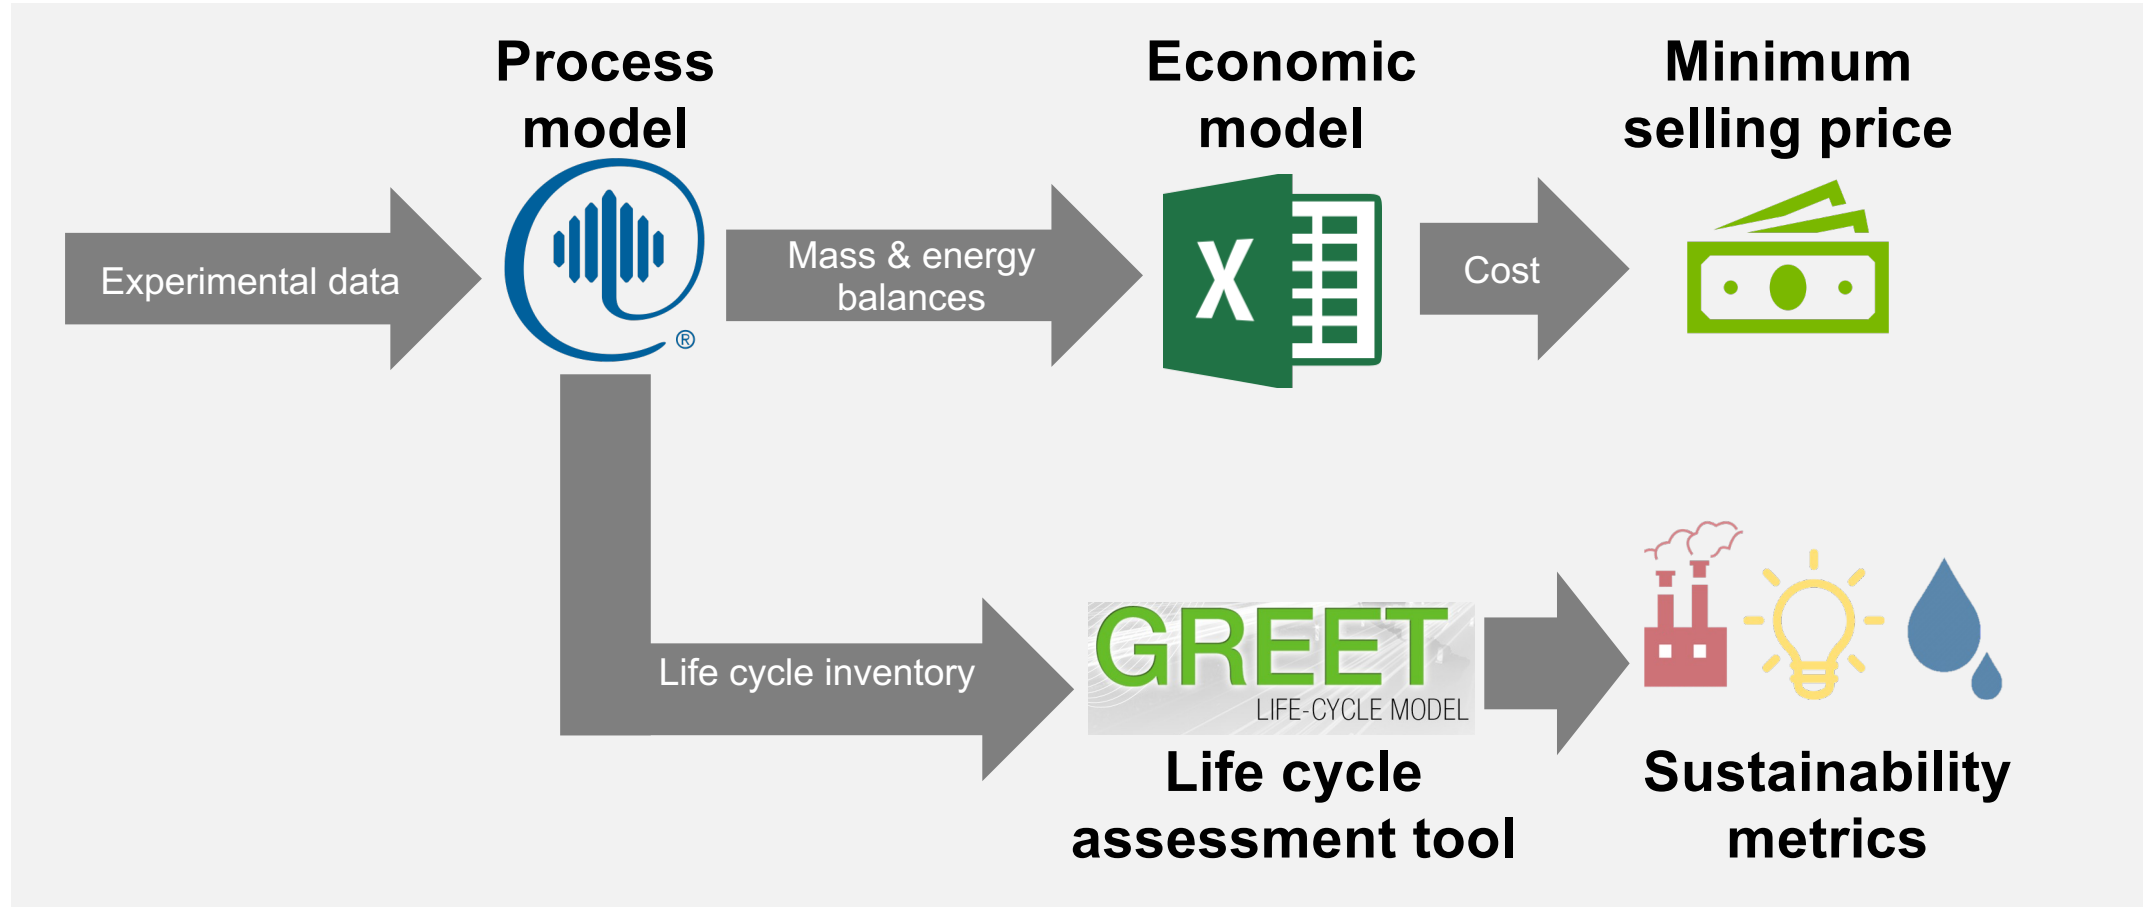 Process
model
Economic
model
Minimum
selling price
Experimental data
®
Mass & energy
balances
X
Cost
Life cycle inventory
GREET
LIFE-CYCLE MODEL
Life cycle
assessment tool
Sustainability
metrics